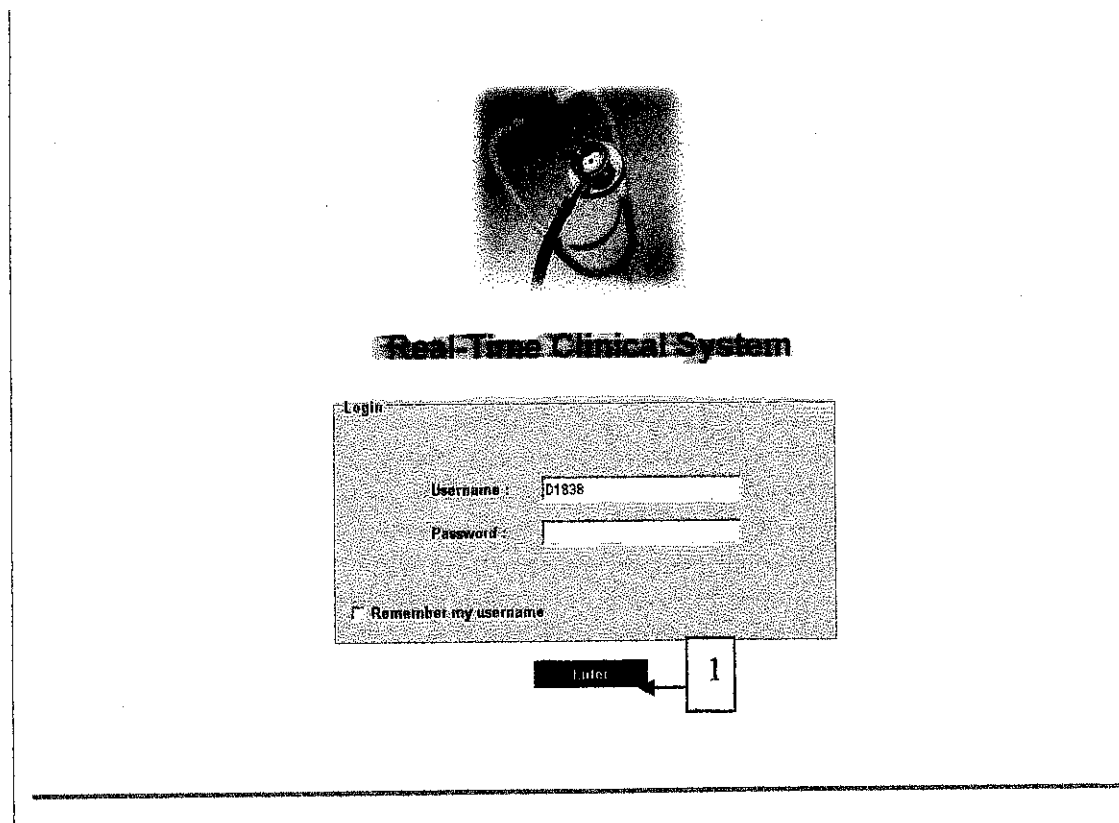 Real-Time Clinical System
Login
Username : D1838
Password :
Remember my username
Enter
1